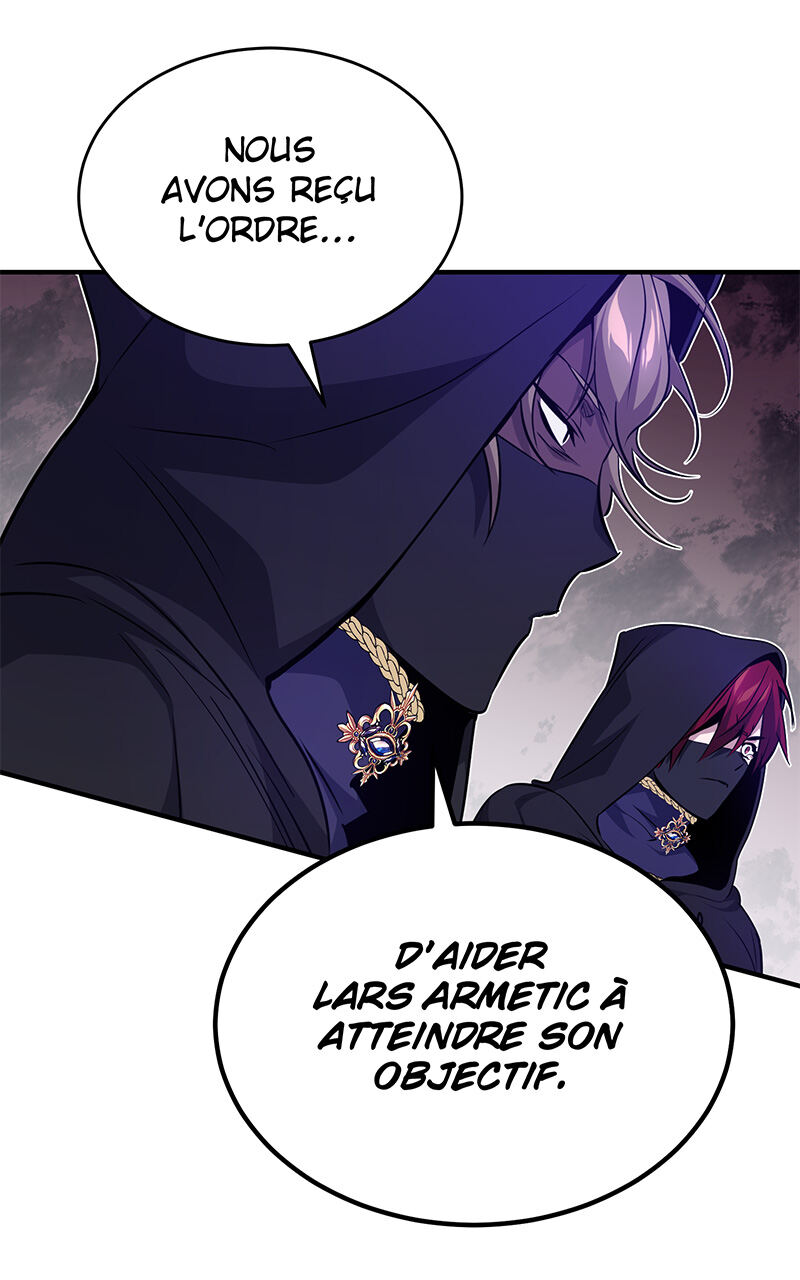 NOUS
AVONS REÇU
L'ORDRE...
D'AIDER
LARS ARMETIC À
ATTEINDRE SON
OBJECTIF.